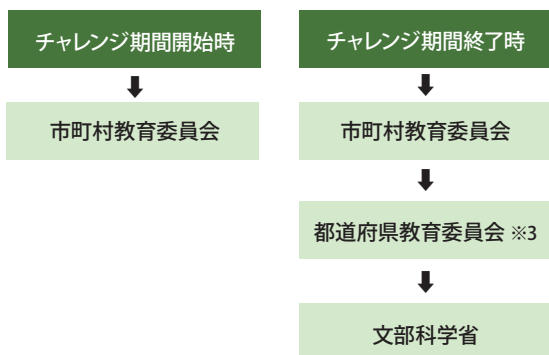 チャレンジ期間開始時
市町村教育委員会
チャレンジ期間終了時
市町村教育委員会
都道府県教育委員会 ※3
文部科学省